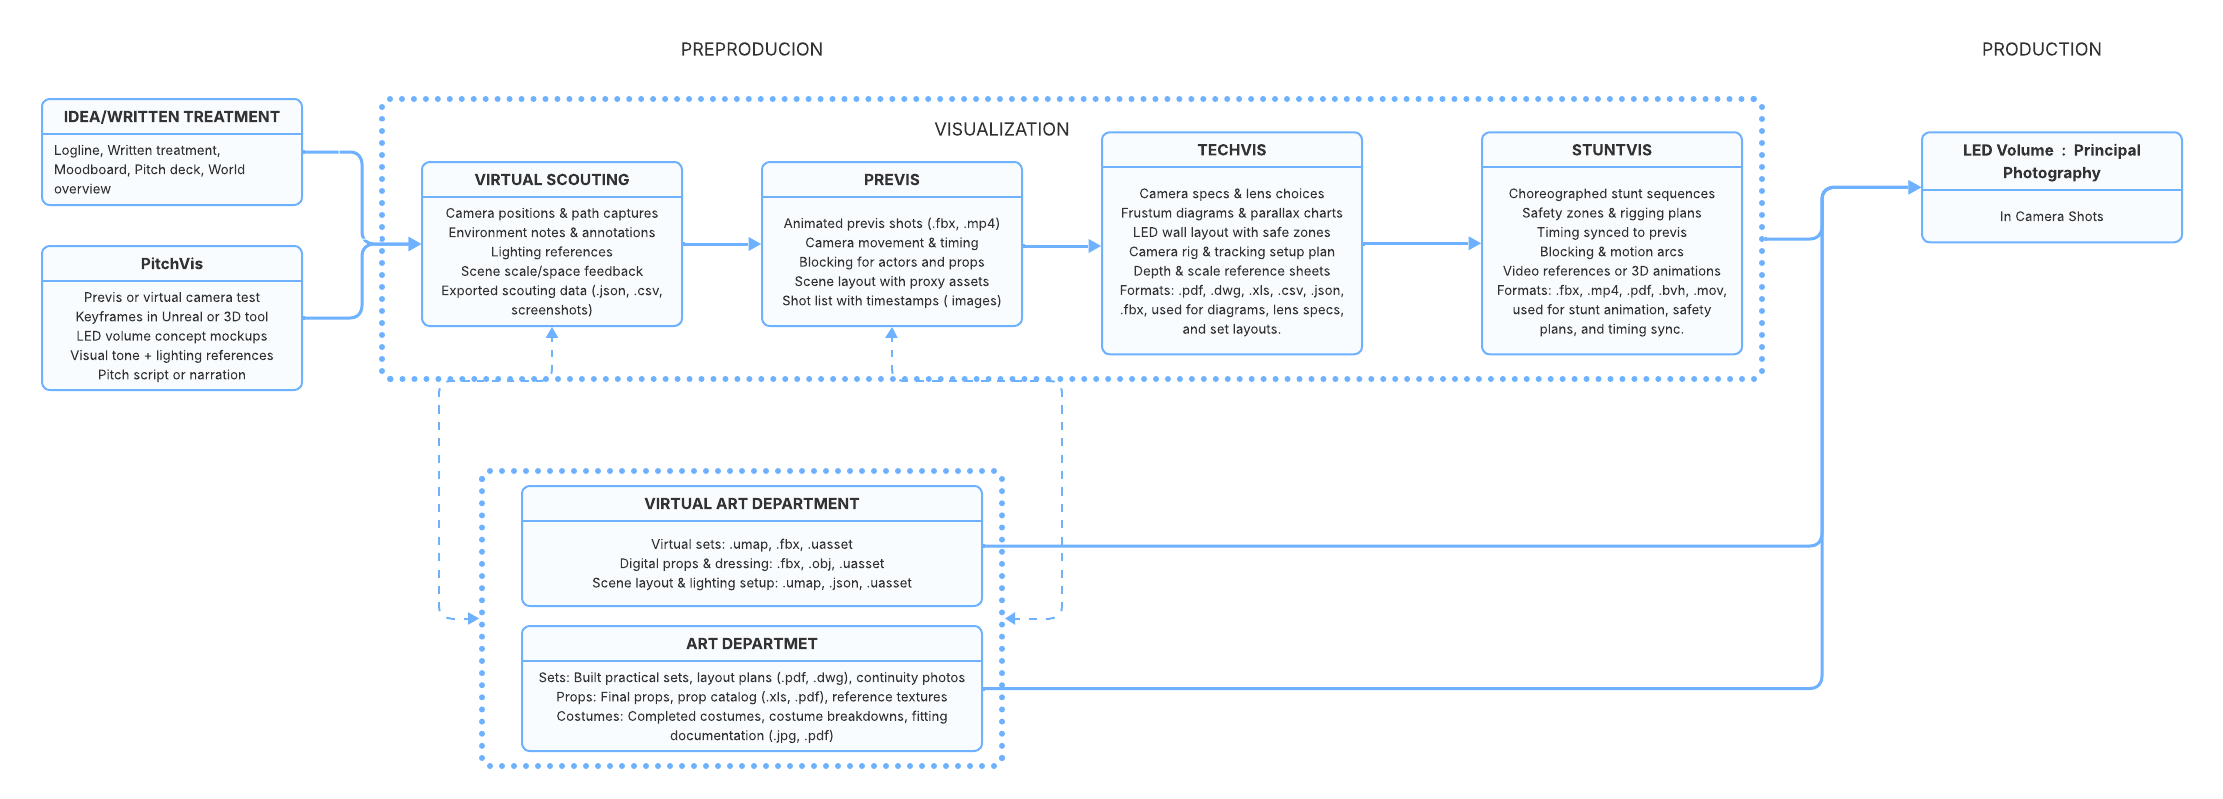 PREPRODUCION
PRODUCTION
IDEA/WRITTEN TREATMENT
Logline, Written treatment,
Moodboard, Pitch deck, World
overview
PitchVis
Previs or virtual camera test
Keyframes in Unreal or 3D tool
LED volume concept mockups
Visual tone + lighting references
Pitch script or narration
VISUALIZATION
VIRTUAL SCOUTING
Camera positions & path captures
Environment notes & annotations
Lighting references
Scene scale/space feedback
Exported scouting data (.json, .csv,
screenshots)
PREVIS
Animated previs shots (.fbx, .mp4)
Camera movement & timing
Blocking for actors and props
Scene layout with proxy assets
Shot list with timestamps ( images)
TECHVIS
Camera specs & lens choices
Frustum diagrams & parallax charts
LED wall layout with safe zones
Camera rig & tracking setup plan
Depth & scale reference sheets
Formats: .pdf, .dwg, .xls, .csv, .json,
.fbx, used for diagrams, lens specs,
and set layouts.
STUNTVIS
Choreographed stunt sequences
Safety zones & rigging plans
Timing synced to previs
Blocking & motion arcs
Video references or 3D animations
Formats: .fbx, .mp4, .pdf, .bvh, .mov,
used for stunt animation, safety
plans, and timing sync.
LED Volume : Principal
Photography
In Camera Shots
VIRTUAL ART DEPARTMENT
Virtual sets: .umap, .fbx, .uasset
Digital props & dressing: .fbx, .obj, .uasset
Scene layout & lighting setup: .umap, .json, .uasset
ART DEPARTMET
Sets: Built practical sets, layout plans (.pdf, .dwg), continuity photos
Props: Final props, prop catalog (.xls, .pdf), reference textures
Costumes: Completed costumes, costume breakdowns, fitting
documentation (.jpg, .pdf)